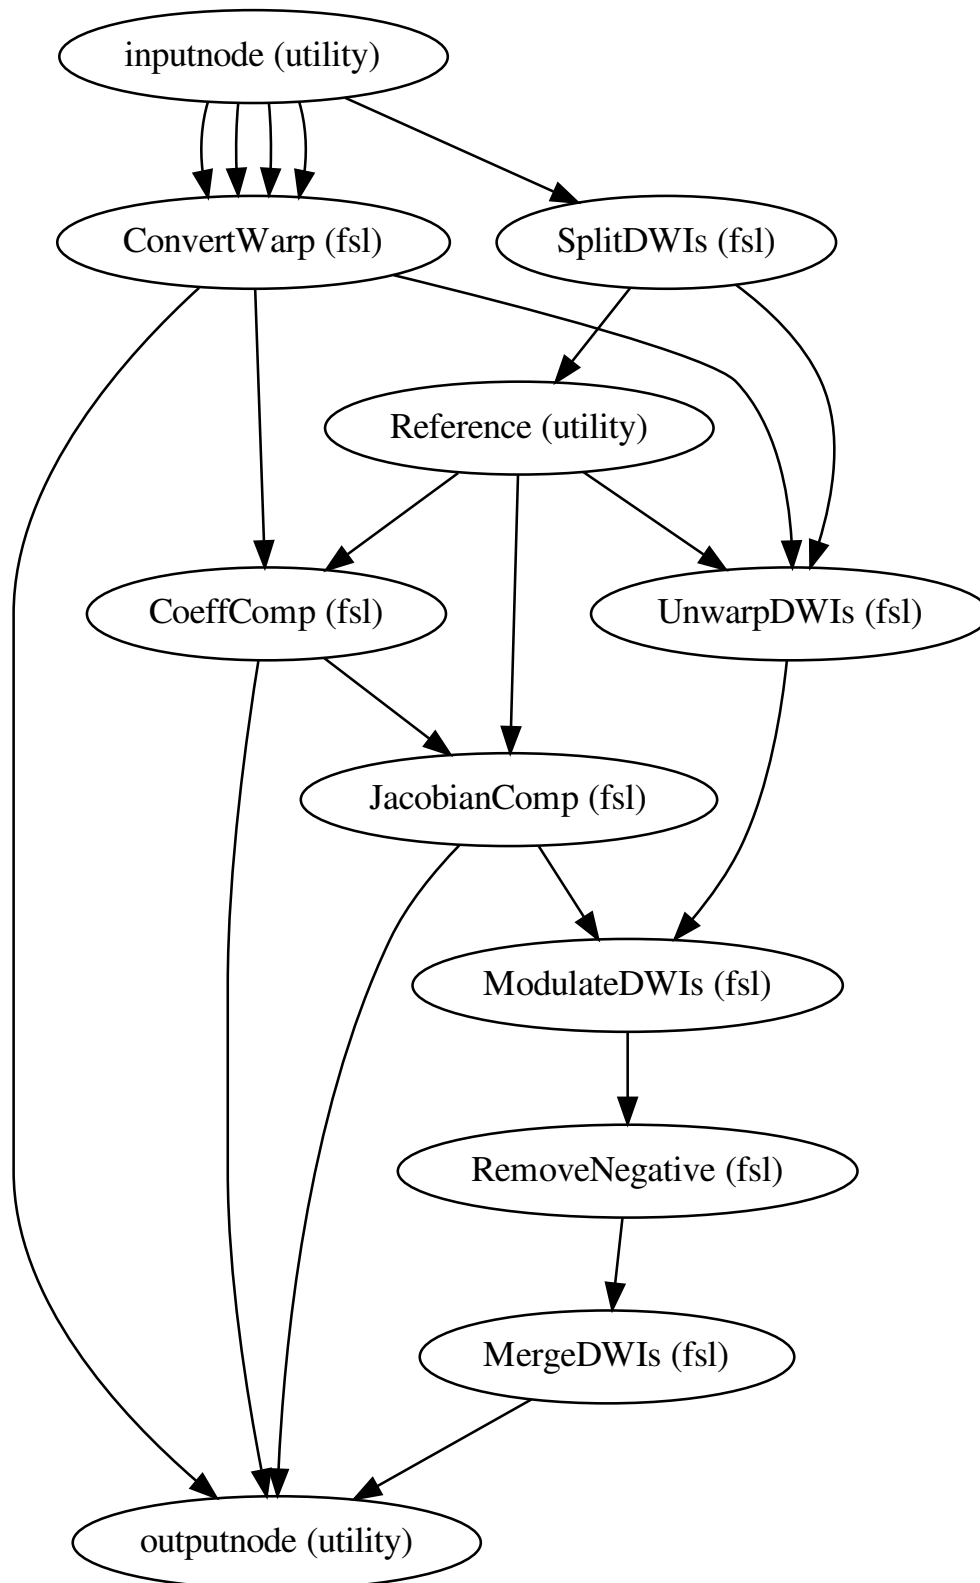 inputnode (utility)
ConvertWarp (fsl)
SplitDWIs (fsl)
Reference (utility)
CoeffComp (fsl)
UnwarpDWIs (fsl)
JacobianComp (fsl)
ModulateDWIs (fsl)
RemoveNegative (fsl)
MergeDWIs (fsl)
outputnode (utility)